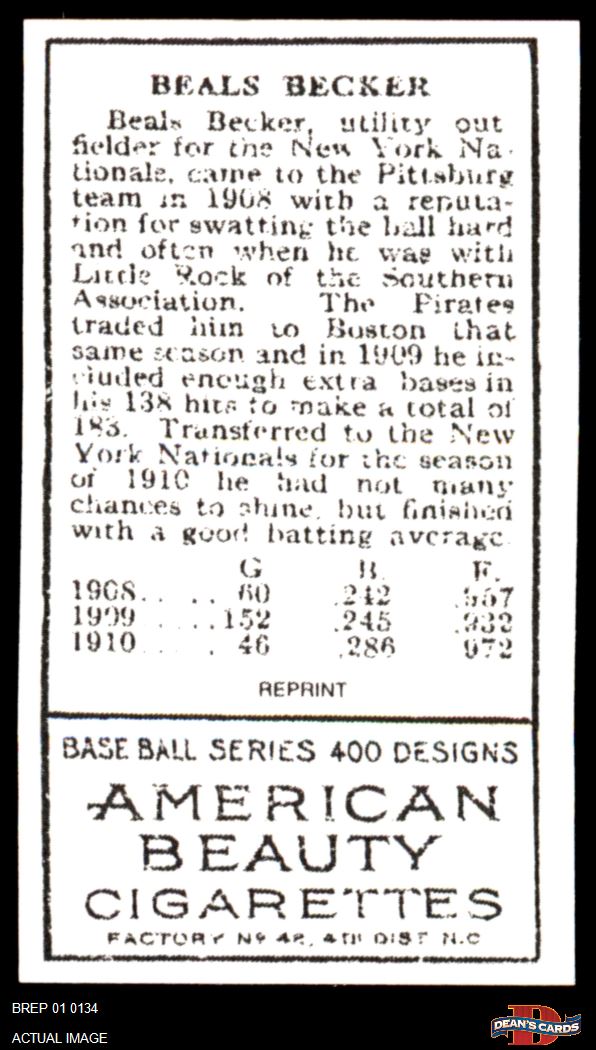 BEALS BECKER
Beals Becker, utility out
fielder for the New York Na-
tionals, came to the Pittsburg
team in 1908 with a reputa-
tion for swatting the ball hard
and often when he was with
Little Rock of the Southern
Association. The Pirates
traded him to Boston that
same season and in 1909 he in-
cluded enough extra bases in
his 138 hits to make a total of
183. Transferred to the New
York Nationals for the season
of 1910 he had not many
chances to shine, but finished
with a good batting average.
G B. F.
1908.. .. 60 .242
1909 .....152 .245 .932
1910 .... 46 .286 972
REPRINT
BASE BALL SERIES 400 DESIGNS
AMERICAN
BEAUTY
CIGARETTES
FACTORY Nº 42, 4TH DIST N.C
BREP 01 0134
ACTUAL IMAGE
D
DEAN'S CARDS